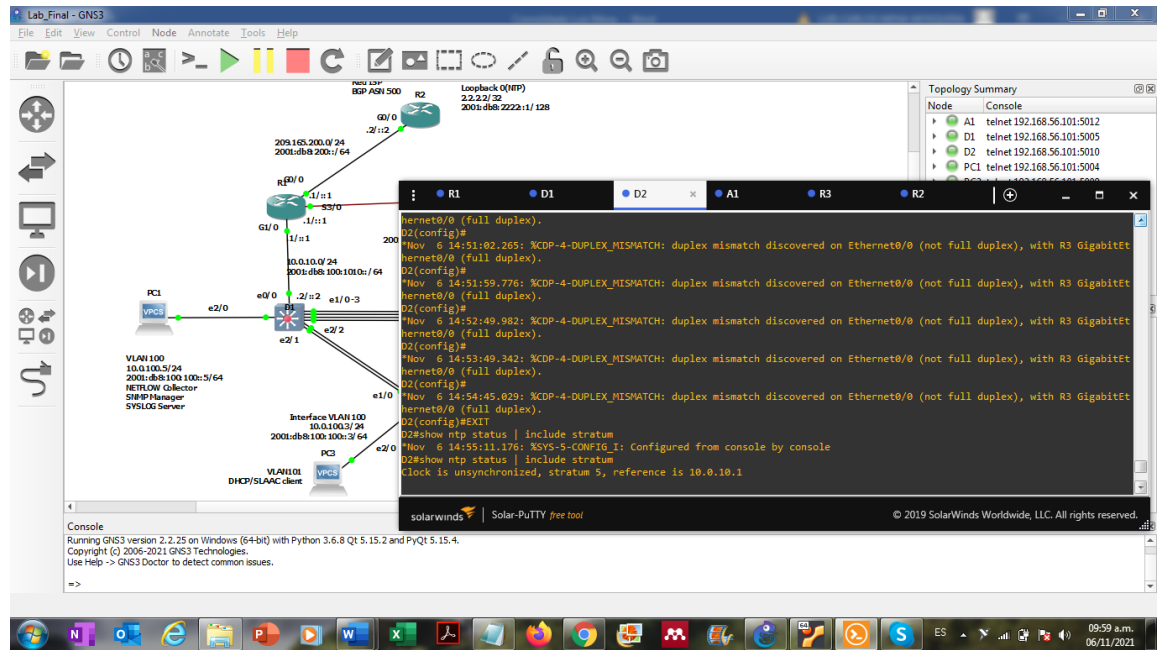 Lab_Final - GNS3
File Edit View Control Node Annotate Tools Help
BGP ASN 500
R2
Loopback 0(NTP)
2.2.2.2/ 32
2001:db8:2222::1/ 128
G0/ 0
.2/::2
209.165.200.0/ 24
2001:db8:200::/ 64
R1
G0/ 0
.1/::1
S3/0
.1/::1
G1/ 0
1/::1
200
10.0.10.0/ 24
2001:db8:100:1010::/ 64
PC1
VPCS
e2/0
e0/0
.2/::2
e1/0-3
D1
e2/2
e2/ 1
VLAN 100
10.0.100.5/24
2001:db8:100:100::5/64
NETFLOW Collector
SNMP Manager
SYSLOG Server
e1/0
Interface VLAN 100
10.0.100.3/ 24
2001:db8:100:100::3/ 64
PC3
e2/0
VPCS
VLAN101
DHCP/SLAAC client
Topology Summary
Node Console
A1 telnet 192.168.56.101:5012
D1 telnet 192.168.56.101:5005
D2 telnet 192.168.56.101:5010
PC1 telnet 192.168.56.101:5004
R1 D1 D2 A1 R3 R2
hernet0/0 (full duplex).
D2(config)#
*Nov  6 14:51:02.265: %CDP-4-DUPLEX_MISMATCH: duplex mismatch discovered on Ethernet0/0 (not full duplex), with R3 GigabitEt
hernet0/0 (full duplex).
D2(config)#
*Nov  6 14:51:59.776: %CDP-4-DUPLEX_MISMATCH: duplex mismatch discovered on Ethernet0/0 (not full duplex), with R3 GigabitEt
hernet0/0 (full duplex).
D2(config)#
*Nov  6 14:52:49.982: %CDP-4-DUPLEX_MISMATCH: duplex mismatch discovered on Ethernet0/0 (not full duplex), with R3 GigabitEt
hernet0/0 (full duplex).
D2(config)#
*Nov  6 14:53:49.342: %CDP-4-DUPLEX_MISMATCH: duplex mismatch discovered on Ethernet0/0 (not full duplex), with R3 GigabitEt
hernet0/0 (full duplex).
D2(config)#
*Nov  6 14:54:45.029: %CDP-4-DUPLEX_MISMATCH: duplex mismatch discovered on Ethernet0/0 (not full duplex), with R3 GigabitEt
hernet0/0 (full duplex).
D2(config)#EXIT
D2#show ntp status | include stratum
*Nov  6 14:55:11.176: %SYS-5-CONFIG_I: Configured from console by console
D2#show ntp status | include stratum
Clock is unsynchronized, stratum 5, reference is 10.0.10.1
solarwinds Solar-PuTTY free tool
© 2019 SolarWinds Worldwide, LLC. All rights reserved.
Console
Running GNS3 version 2.2.25 on Windows (64-bit) with Python 3.6.8 Qt 5.15.2 and PyQt 5.15.4.
Copyright (c) 2006-2021 GNS3 Technologies.
Use Help -> GNS3 Doctor to detect common issues.
=>
ES
09:59 a.m.
06/11/2021